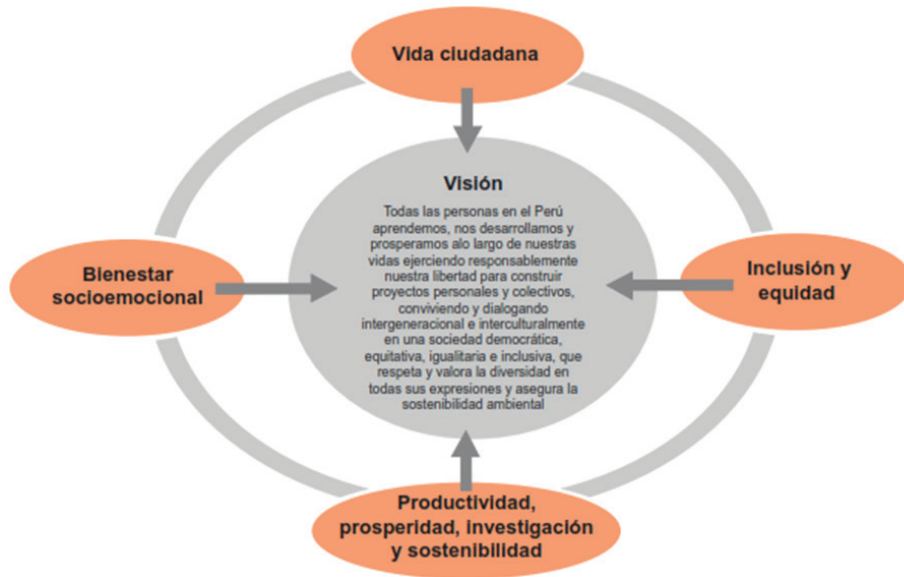 Vida ciudadana
Visión
Todas las personas en el Perú
aprendemos, nos desarrollamos y
prosperamos alo largo de nuestras
vidas ejerciendo responsablemente
nuestra libertad para construir
proyectos personales y colectivos,
conviviendo y dialogando
intergeneracional e interculturalmente
en una sociedad democrática,
equitativa, igualitaria e inclusiva, que
respeta y valora la diversidad en
todas sus expresiones y asegura la
sostenibilidad ambiental
Bienestar
socioemocional
Inclusión y
equidad
Productividad,
prosperidad, investigación
y sostenibilidad